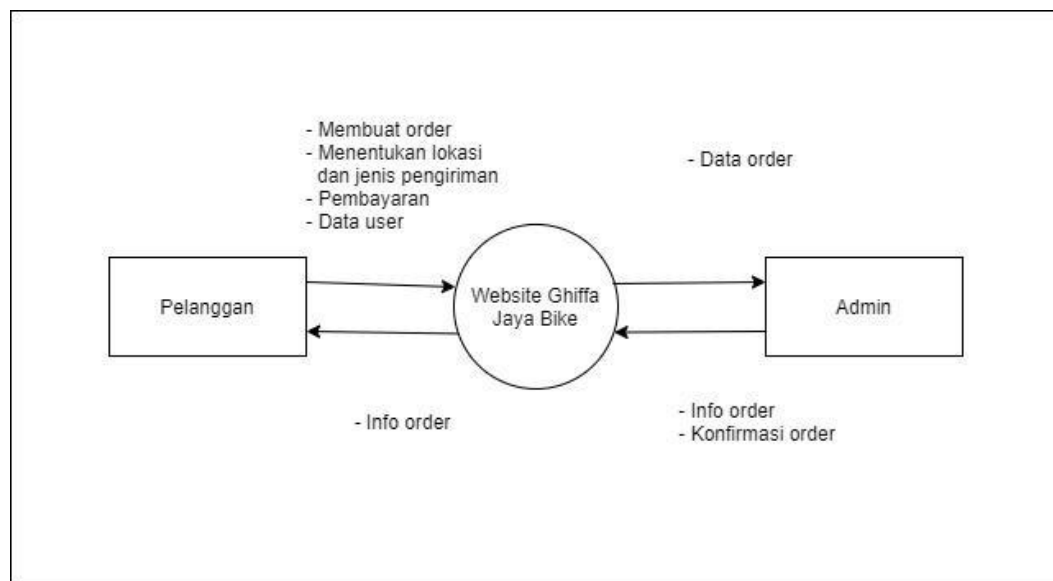 - Membuat order
- Menentukan lokasi
dan jenis pengiriman
- Pembayaran
- Data user
- Data order
Pelanggan
Website Ghiffa
Jaya Bike
Admin
- Info order
- Info order
- Konfirmasi order